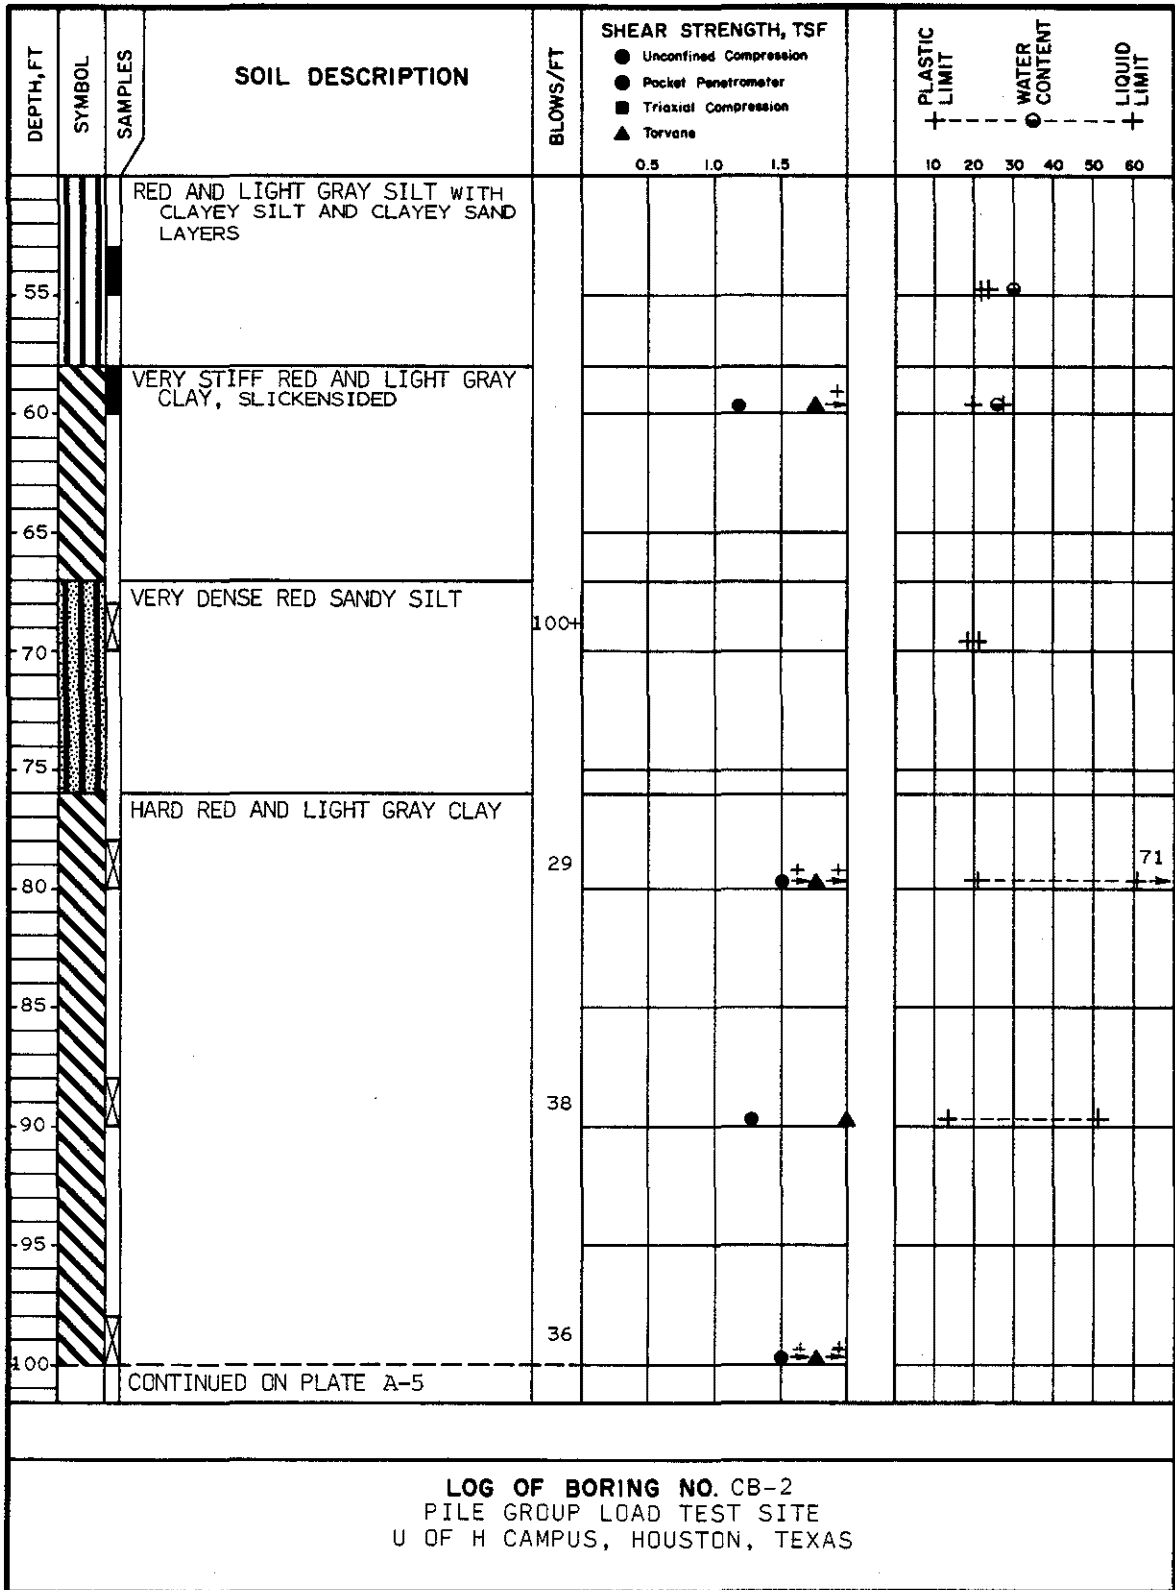 DEPTH, FT
SYMBOL
SAMPLES
SOIL DESCRIPTION
BLOWS/FT
SHEAR STRENGTH, TSF
● Unconfined Compression
● Pocket Penetrometer
■ Triaxial Compression
▲ Torvane
0.5 1.0 1.5
PLASTIC
LIMIT
WATER
CONTENT
LIQUID
LIMIT
10 20 30 40 50 60
RED AND LIGHT GRAY SILT WITH
CLAYEY SILT AND CLAYEY SAND
LAYERS
55
VERY STIFF RED AND LIGHT GRAY
CLAY, SLICKENSIDED
+
60
65
VERY DENSE RED SANDY SILT
100+
70
75
HARD RED AND LIGHT GRAY CLAY
29
+ +
71
80
85
38
90
95
36
+ +
100
CONTINUED ON PLATE A-5
LOG OF BORING NO. CB-2
PILE GROUP LOAD TEST SITE
U OF H CAMPUS, HOUSTON, TEXAS